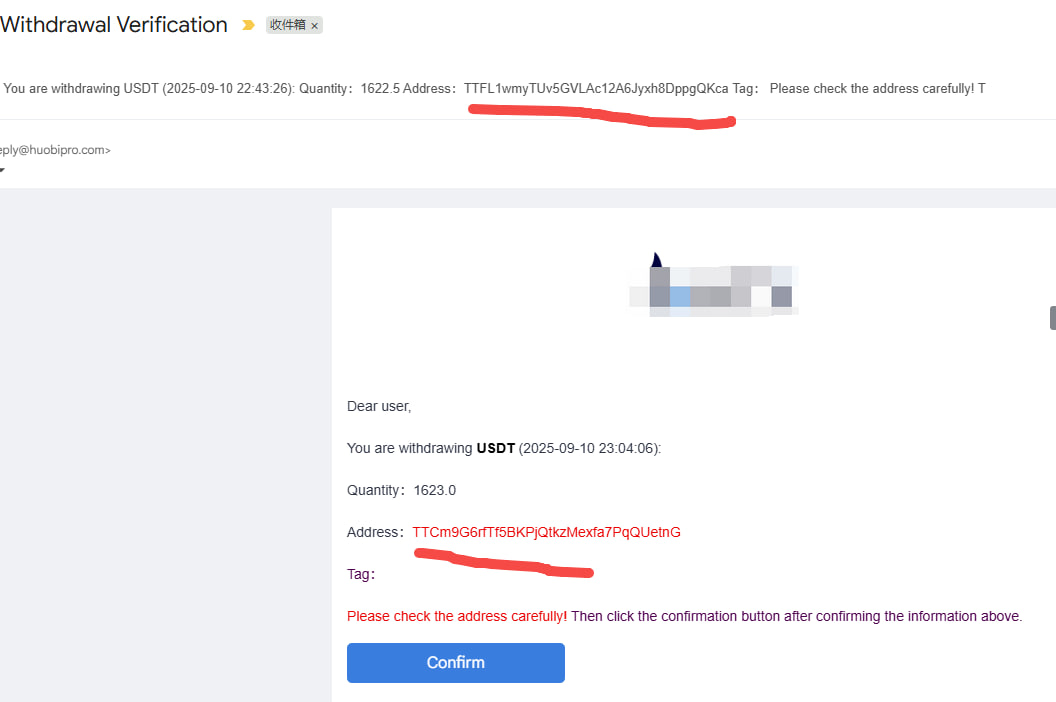 Withdrawal Verification 收件箱 ×
You are withdrawing USDT (2025-09-10 22:43:26): Quantity：1622.5 Address：TTFL1wmyTUv5GVLAc12A6Jyxh8DppgQKca Tag： Please check the address carefully! T
eply@huobipro.com>
Dear user,
You are withdrawing USDT (2025-09-10 23:04:06):
Quantity：1623.0
Address：TTCm9G6rfTf5BKPjQtkzMexfa7PqQUetnG
Tag：
Please check the address carefully! Then click the confirmation button after confirming the information above.
Confirm